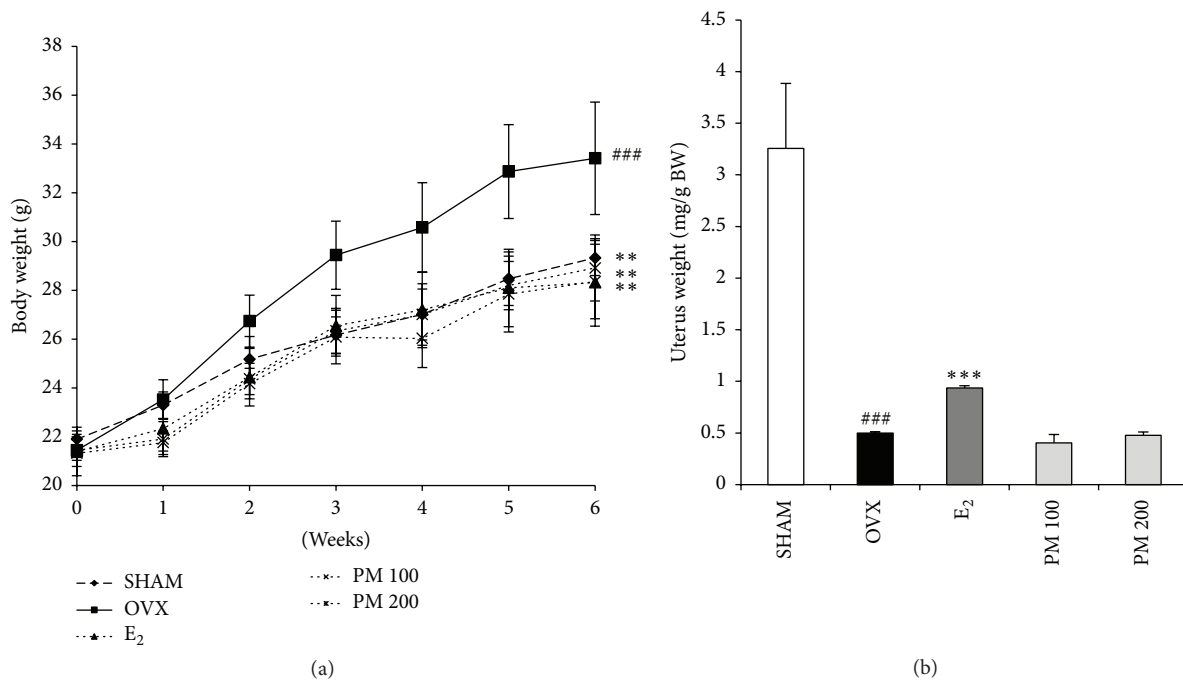 38
36
34
32
30
28
26
24
22
20
Body weight (g)
0 1 2 3 4 5 6
(Weeks)
###
**
**
**
SHAM
OVX
E₂
PM 100
PM 200
(a)
4.5
4
3.5
3
2.5
2
1.5
1
0.5
0
Uterus weight (mg/g BW)
###
***
SHAM
OVX
E₂
PM 100
PM 200
(b)